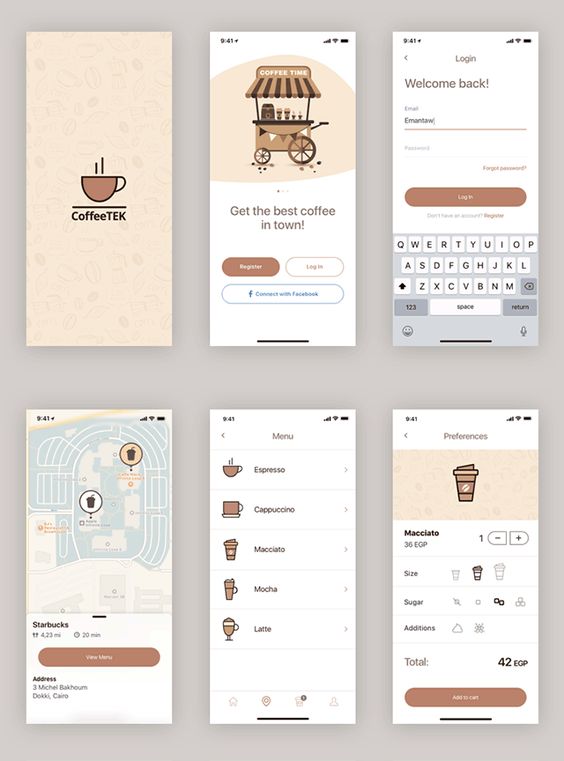 CoffeeTEK
9:41
COFFEE TIME
Get the best coffee
in town!
Register
Log In
Connect with Facebook
9:41
Login
Welcome back!
Email
Emantaw
Password
Forgot password?
Log In
Don't have an account? Register
Q W E R T Y U I O P
A S D F G H J K L
Z X C V B N M
123
space
return
9:41
Starbucks
4,23 mi
20 min
View Menu
Address
3 Michel Bakhoum
Dokki, Cairo
9:41
Menu
Espresso
Cappuccino
Macciato
Mocha
Latte
9:41
Preferences
Macciato
36 EGP
1
Size
Sugar
Additions
Total:
42 EGP
Add to cart